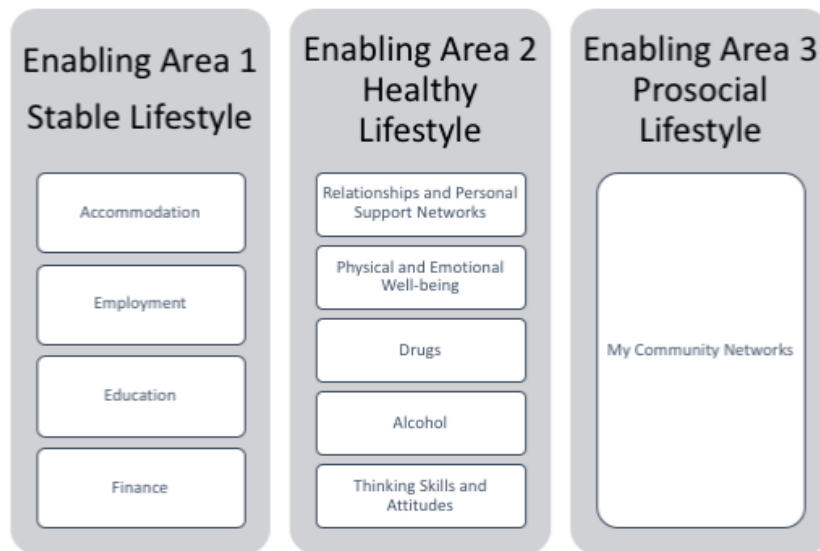 Enabling Area 1
Stable Lifestyle
Accommodation
Employment
Education
Finance
Enabling Area 2
Healthy
Lifestyle
Relationships and Personal
Support Networks
Physical and Emotional
Well-being
Drugs
Alcohol
Thinking Skills and
Attitudes
Enabling Area 3
Prosocial
Lifestyle
My Community Networks